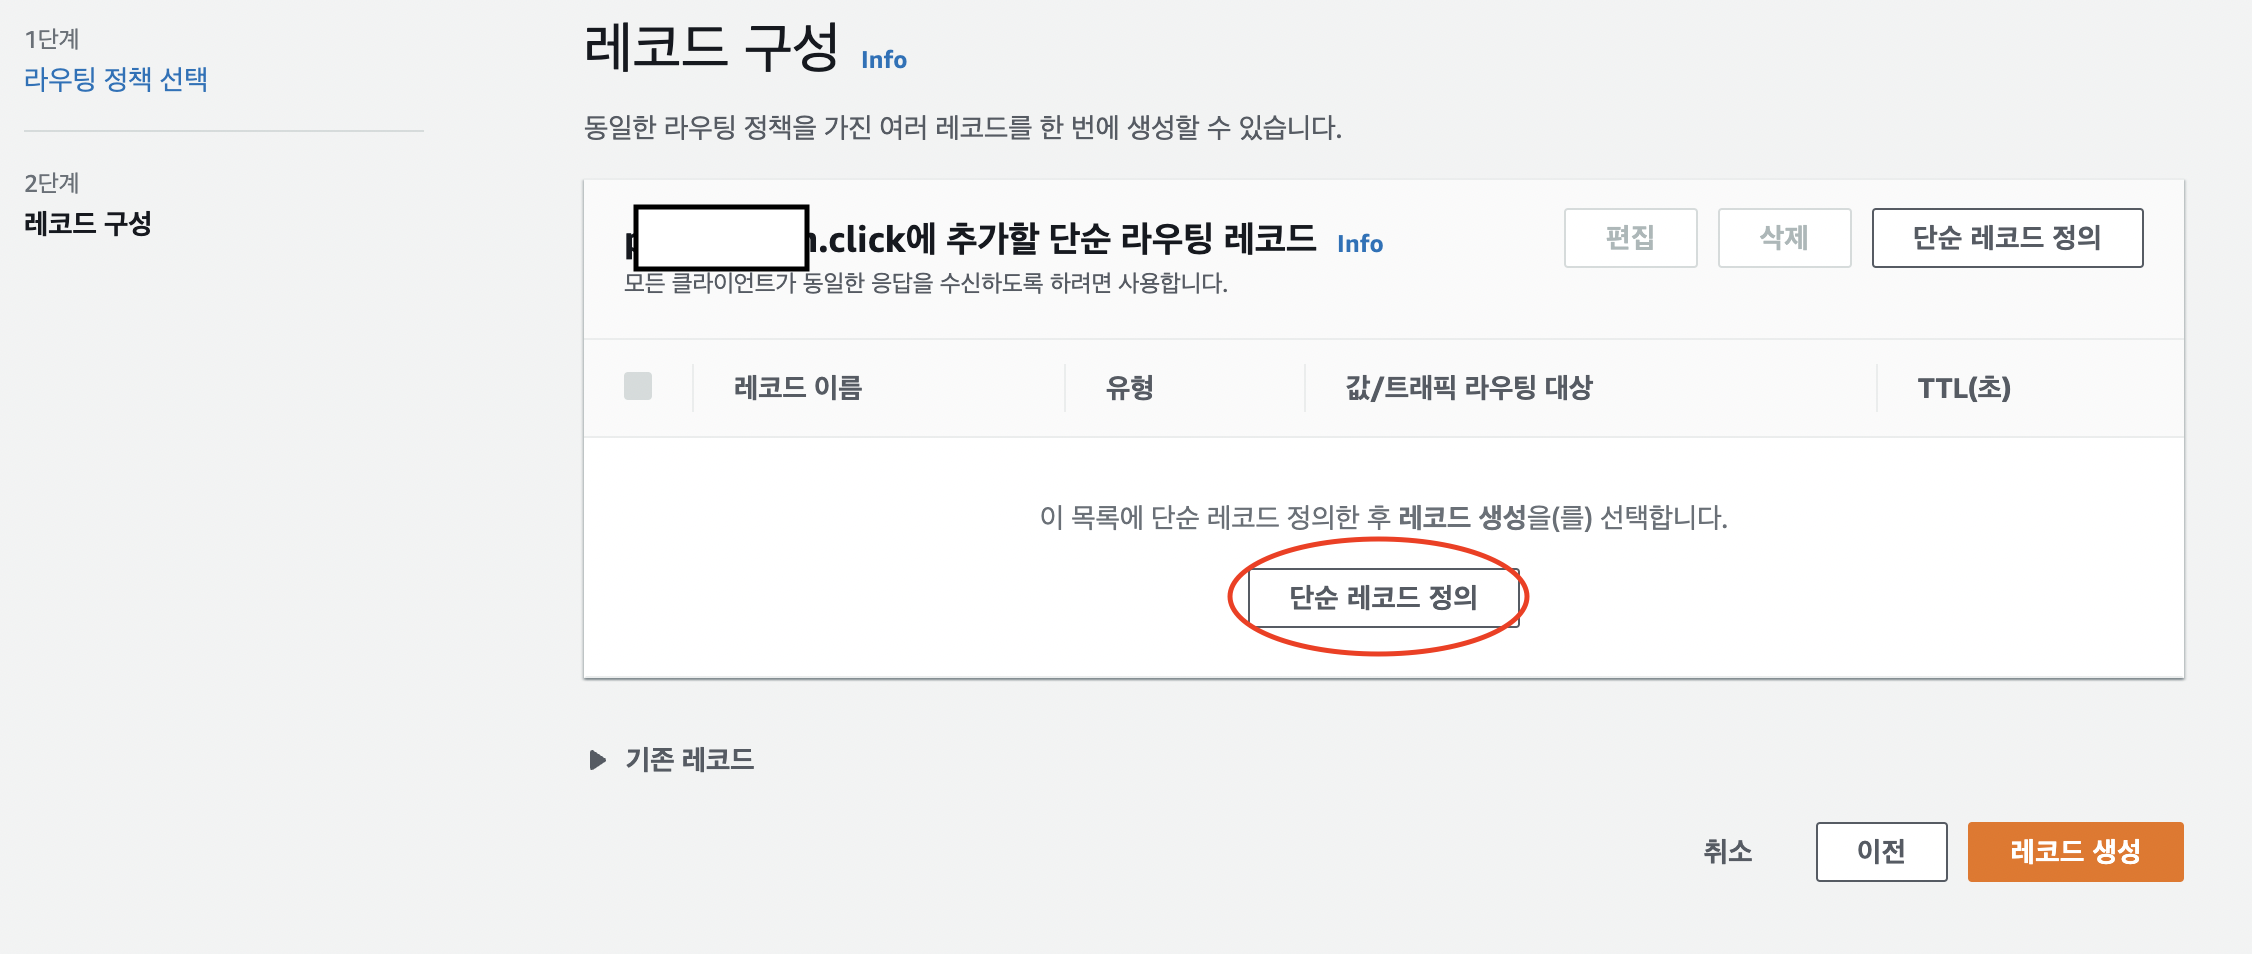 1단계
라우팅 정책 선택
2단계
레코드 구성
레코드 구성 Info
동일한 라우팅 정책을 가진 여러 레코드를 한 번에 생성할 수 있습니다.
.click에 추가할 단순 라우팅 레코드 Info
편집 삭제 단순 레코드 정의
모든 클라이언트가 동일한 응답을 수신하도록 하려면 사용합니다.
레코드 이름 유형 값/트래픽 라우팅 대상 TTL(초)
이 목록에 단순 레코드 정의한 후 레코드 생성을(를) 선택합니다.
단순 레코드 정의
기존 레코드
취소 이전 레코드 생성